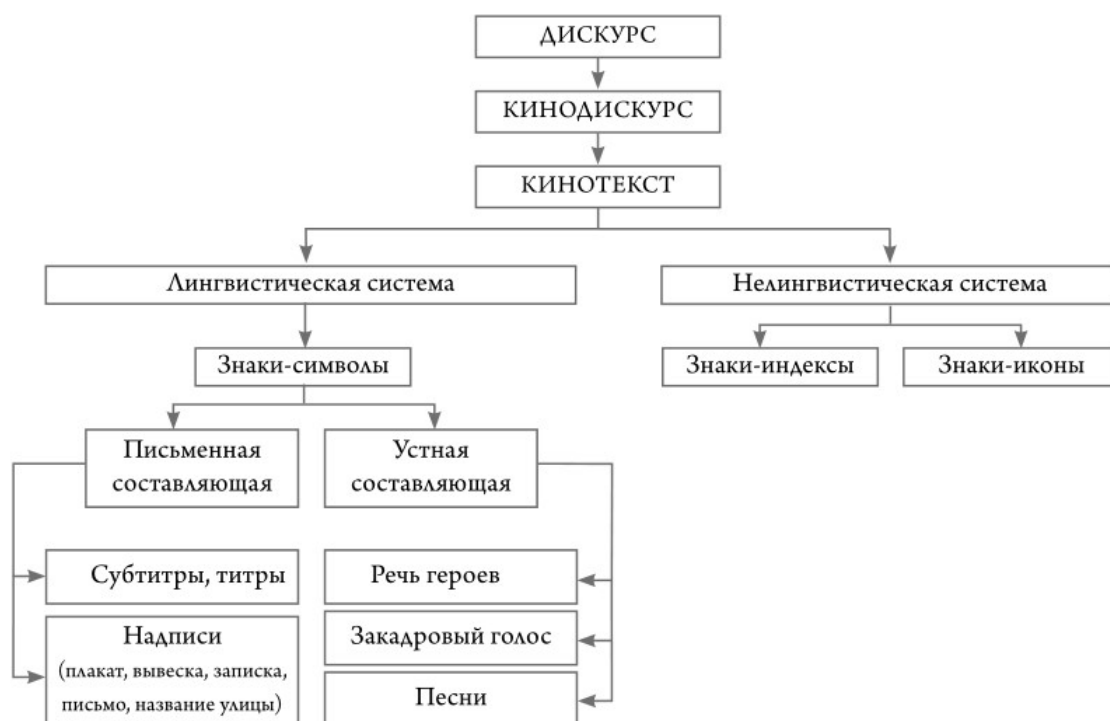 ДИСКУРС
КИНОДИСКУРС
КИНОТЕКСТ
Лингвистическая система
Нелингвистическая система
Знаки-символы
Знаки-индексы
Знаки-иконы
Письменная
составляющая
Устная
составляющая
Субтитры, титры
Речь героев
Надписи
(плакат, вывеска, записка,
письмо, название улицы)
Закадровый голос
Песни